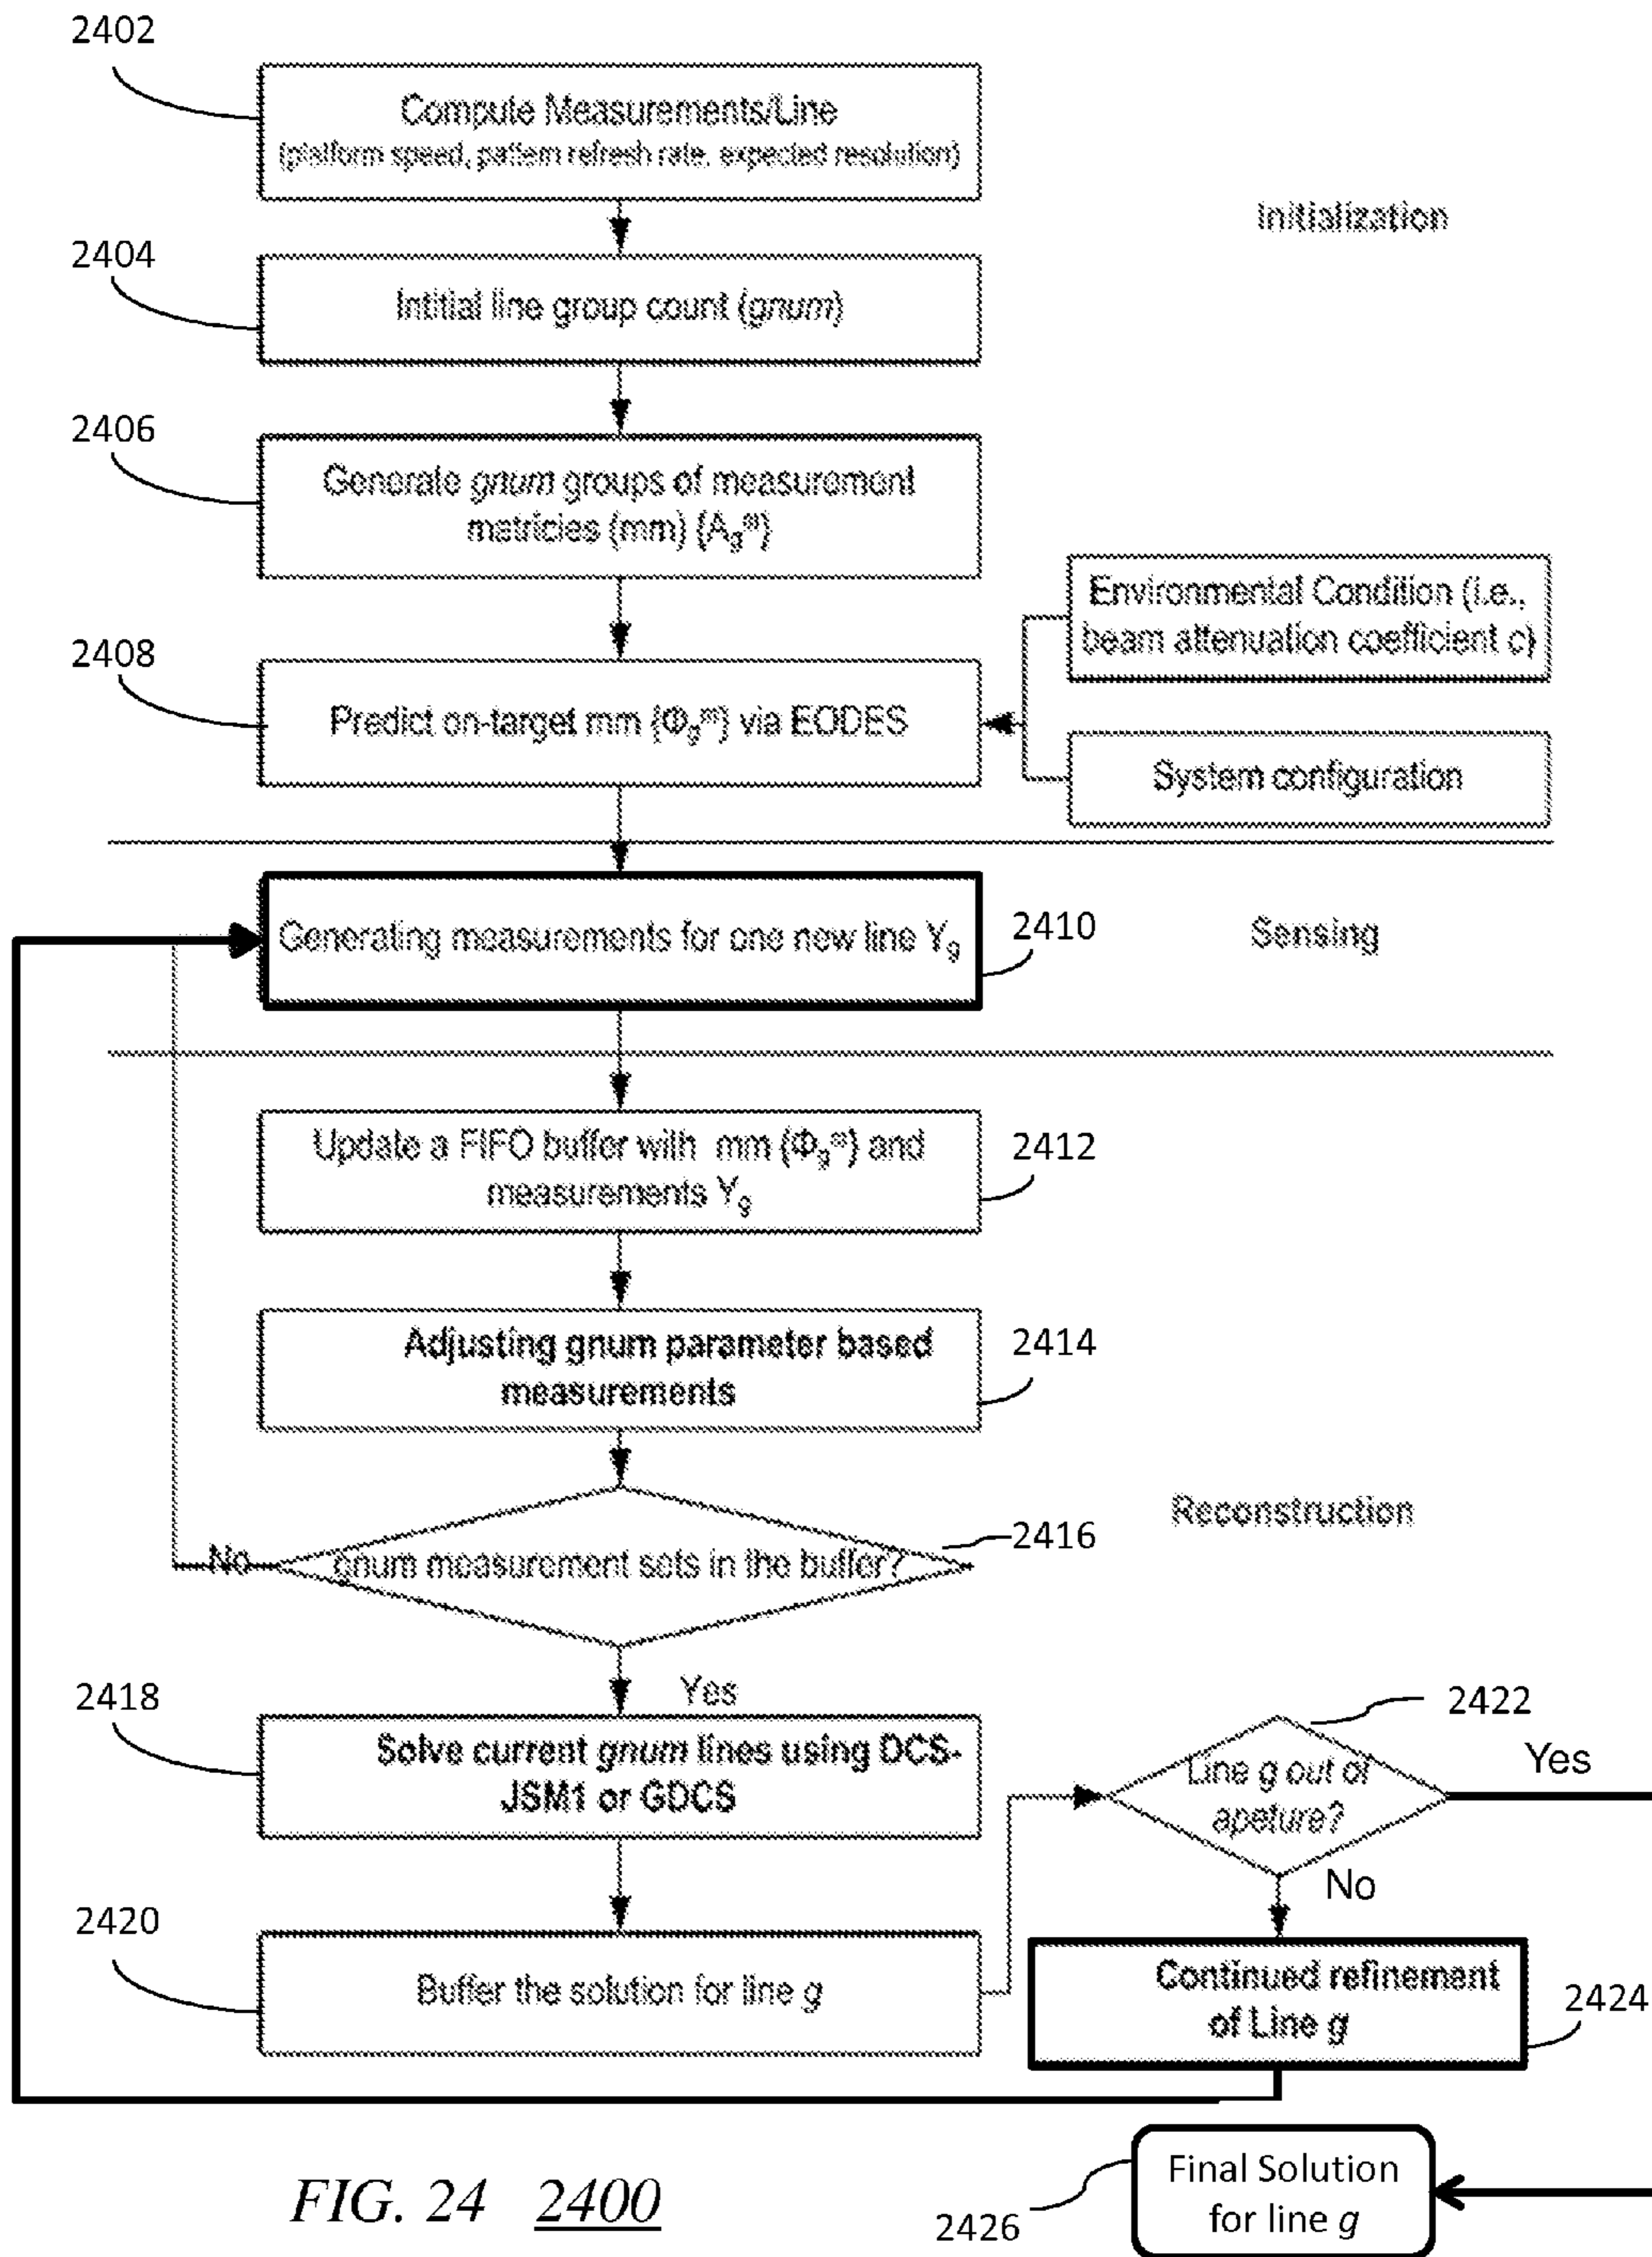 2402
Compute Measurements/Line
(platform speed, pattern refresh rate, expected resolution)
Initialization
2404
Intitial line group count (gnum)
2406
Generate gnum groups of measurement
matricies (mm) {A_g^m}
Environmental Condition (i.e.,
beam attenuation coefficient c)
2408
Predict on-target mm {Φ_g^m} via EODES
System configuration
Generating measurements for one new line Y_g
2410
Sensing
Update a FIFO buffer with mm {Φ_g^m} and
measurements Y_g
2412
Adjusting gnum parameter based
measurements
2414
Reconstruction
gnum measurement sets in the buffer?
2416
No
Yes
2418
Solve current gnum lines using DCS-
JSM1 or GDCS
2422
Line g out of
apeture?
Yes
No
2420
Buffer the solution for line g
Continued refinement
of Line g
2424
Final Solution
for line g
2426
FIG. 24 2400